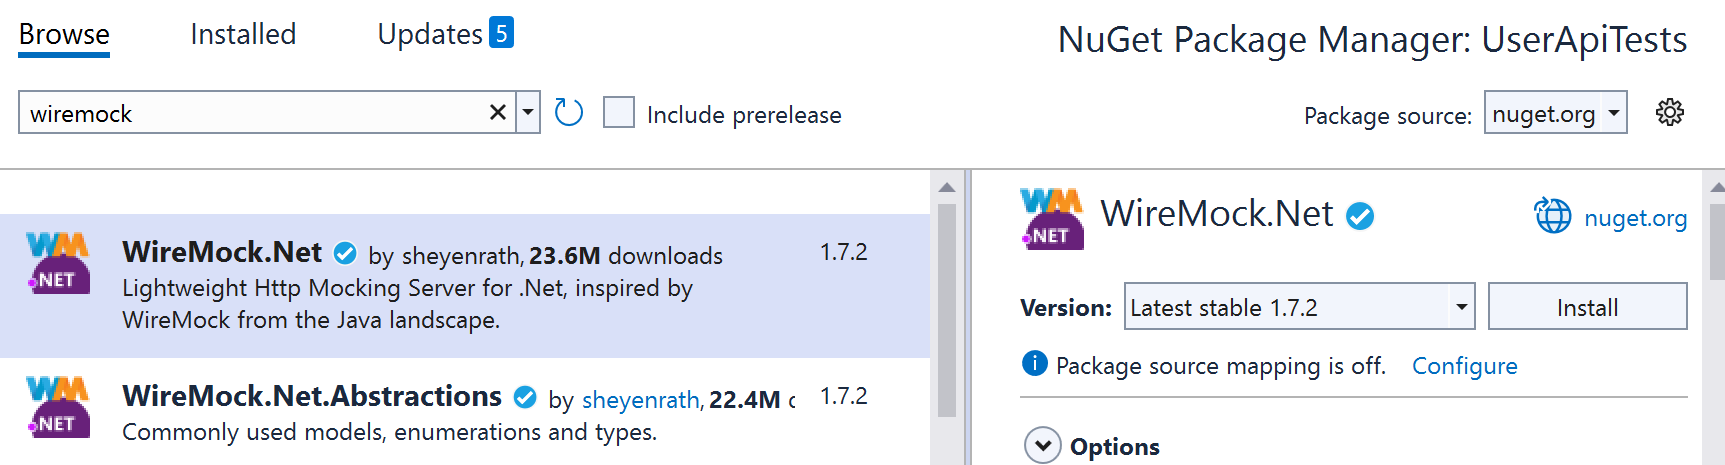 Browse Installed Updates 5
NuGet Package Manager: UserApiTests
wiremock
Include prerelease
Package source: nuget.org
WM
.NET
WireMock.Net by sheyenrath, 23.6M downloads 1.7.2
Lightweight Http Mocking Server for .Net, inspired by
WireMock from the Java landscape.
WM
.NET
WireMock.Net.Abstractions by sheyenrath, 22.4M 1.7.2
Commonly used models, enumerations and types.
WM
.NET
WireMock.Net
nuget.org
Version: Latest stable 1.7.2 Install
Package source mapping is off. Configure
Options